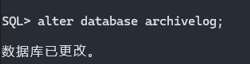 SQL> alter database archivelog;
数据库已更改。